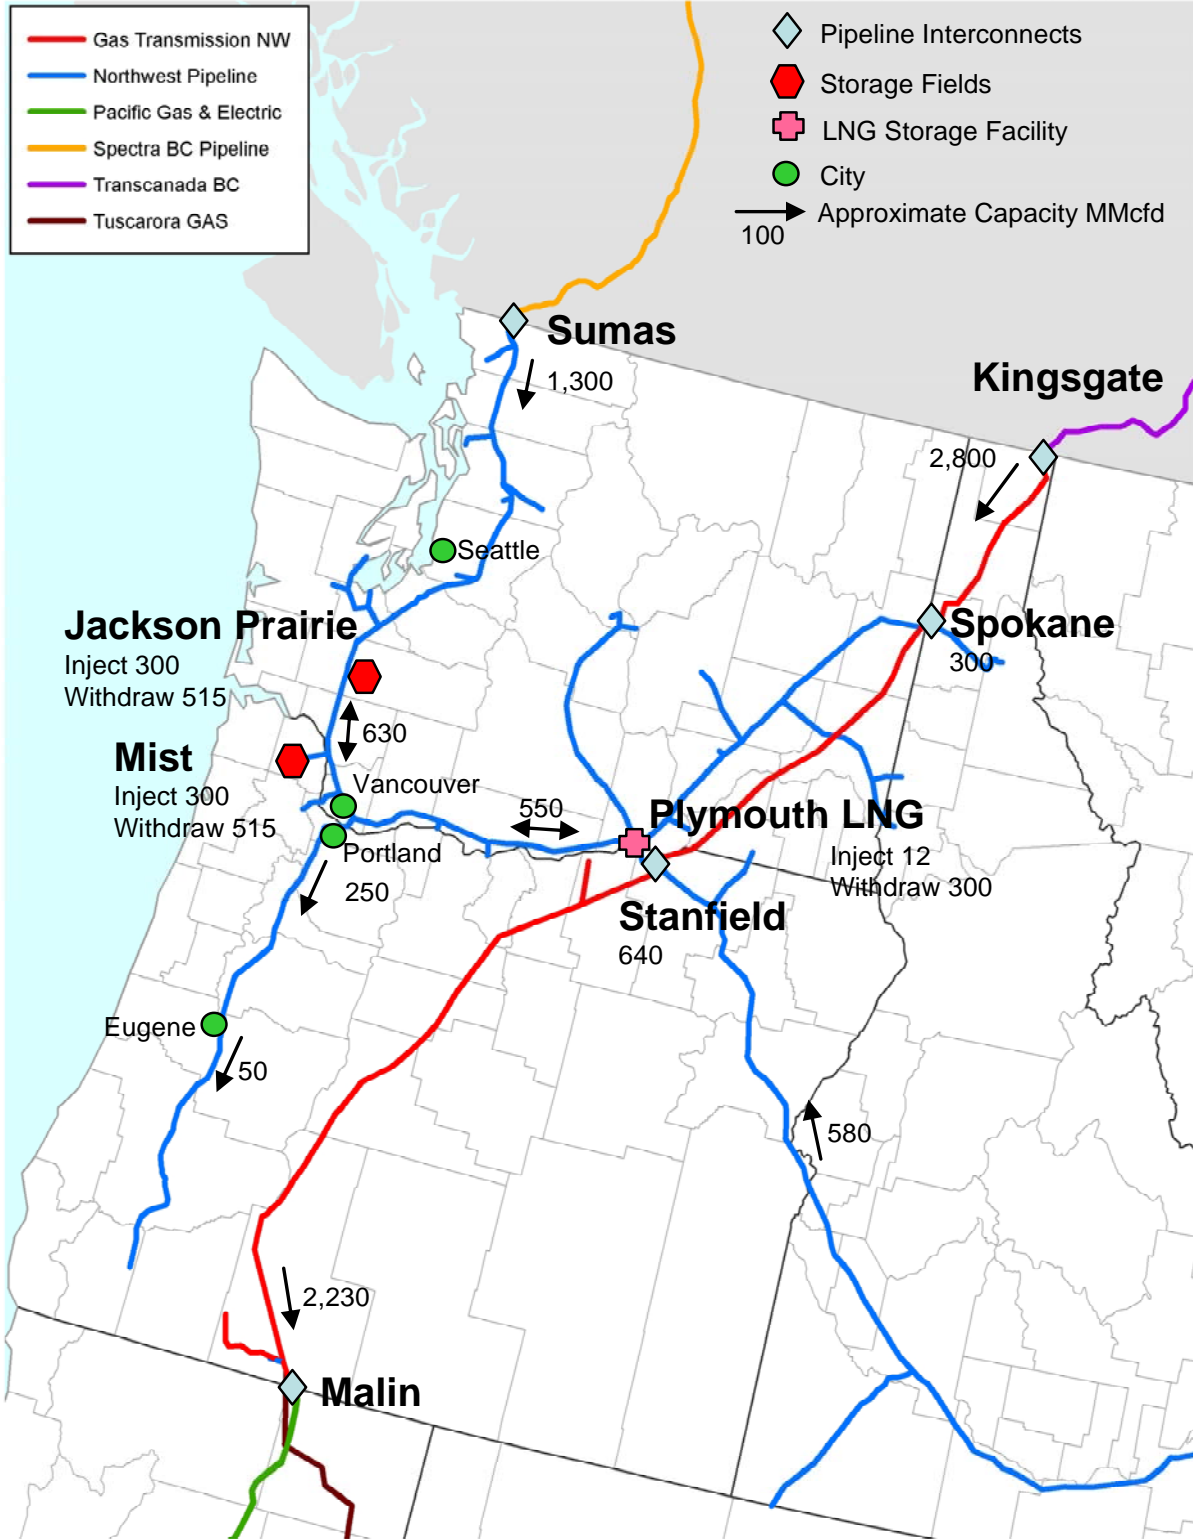 Gas Transmission NW
Northwest Pipeline
Pacific Gas & Electric
Spectra BC Pipeline
Transcanada BC
Tuscarora GAS
Pipeline Interconnects
Storage Fields
LNG Storage Facility
City
Approximate Capacity MMcfd
100
Sumas
1,300
Kingsgate
2,800
Seattle
Jackson Prairie
Inject 300
Withdraw 515
Spokane
300
630
Mist
Inject 300
Withdraw 515
Vancouver
550
Plymouth LNG
Inject 12
Withdraw 300
Portland
250
Stanfield
640
Eugene
50
580
2,230
Malin